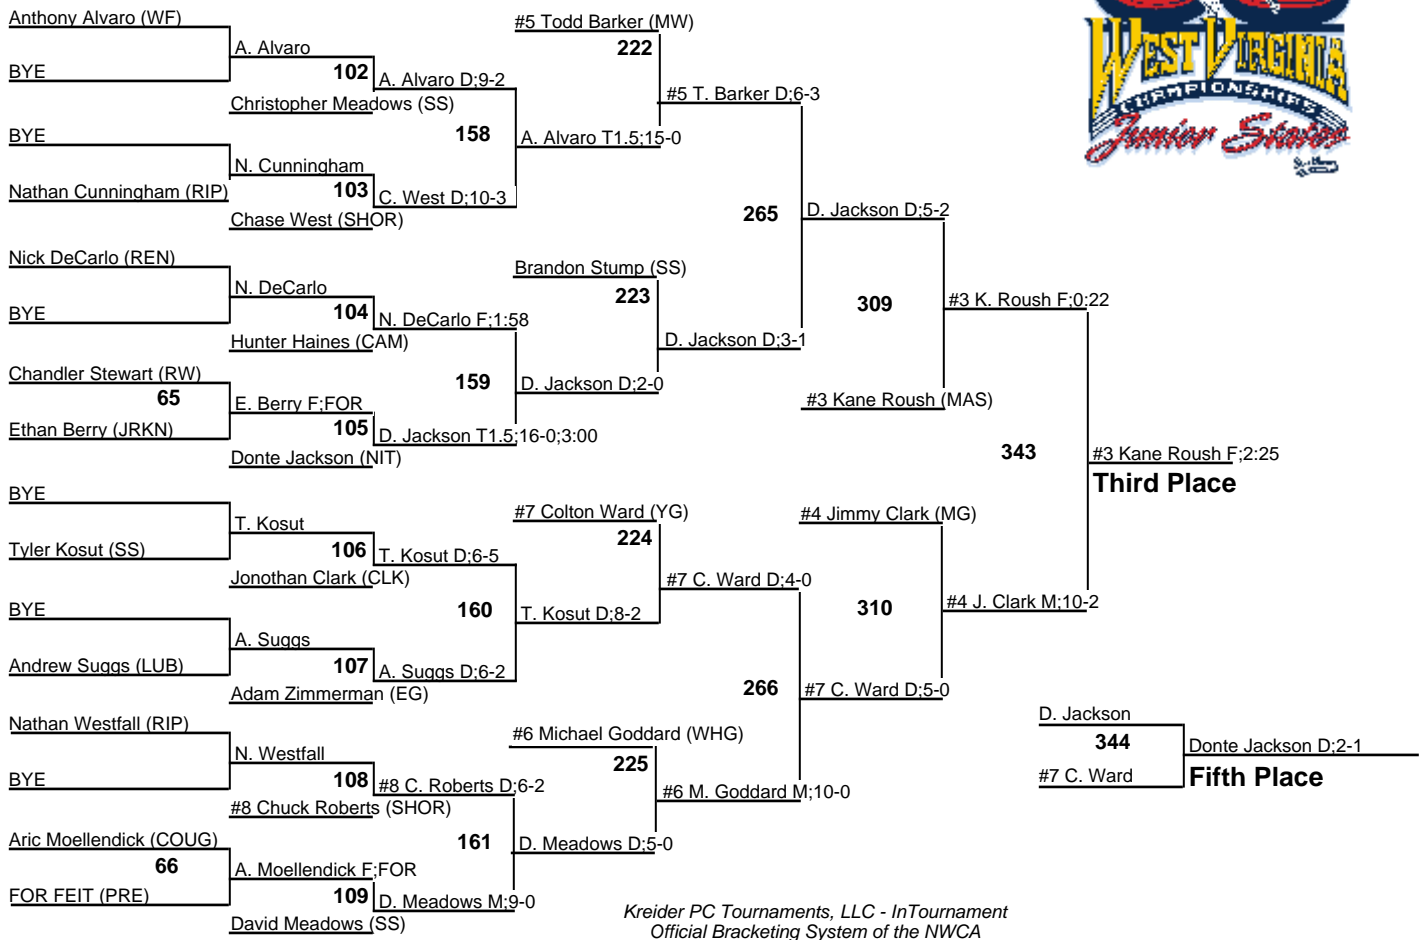 Anthony Alvaro (WF)
BYE
A. Alvaro
102
Christopher Meadows (SS)
A. Alvaro D;9-2
BYE
Nathan Cunningham (RIP)
N. Cunningham
103
Chase West (SHOR)
C. West D;10-3
158
A. Alvaro T1.5;15-0
#5 Todd Barker (MW)
222
#5 T. Barker D;6-3
Nick DeCarlo (REN)
BYE
N. DeCarlo
104
Hunter Haines (CAM)
N. DeCarlo F;1:58
Chandler Stewart (RW)
65
Ethan Berry (JRKN)
E. Berry F;FOR
105
Donte Jackson (NIT)
D. Jackson T1.5;16-0;3:00
159
D. Jackson D;2-0
Brandon Stump (SS)
223
D. Jackson D;3-1
265
D. Jackson D;5-2
309
#3 Kane Roush (MAS)
#3 K. Roush F;0:22
BYE
Tyler Kosut (SS)
T. Kosut
106
Jonothan Clark (CLK)
T. Kosut D;6-5
BYE
Andrew Suggs (LUB)
A. Suggs
107
Adam Zimmerman (EG)
A. Suggs D;6-2
160
T. Kosut D;8-2
#7 Colton Ward (YG)
224
#7 C. Ward D;4-0
Nathan Westfall (RIP)
BYE
N. Westfall
108
#8 Chuck Roberts (SHOR)
#8 C. Roberts D;6-2
Aric Moellendick (COUG)
66
FOR FEIT (PRE)
A. Moellendick F;FOR
109
David Meadows (SS)
D. Meadows M;9-0
161
D. Meadows D;5-0
#6 Michael Goddard (WHG)
225
#6 M. Goddard M;10-0
266
#7 C. Ward D;5-0
#4 Jimmy Clark (MG)
310
#4 J. Clark M;10-2
343
#3 Kane Roush F;2:25
Third Place
D. Jackson
344
#7 C. Ward
Donte Jackson D;2-1
Fifth Place
WEST VIRGINIA
CHAMPIONSHIPS
Junior States
Kreider PC Tournaments, LLC - InTournament
Official Bracketing System of the NWCA